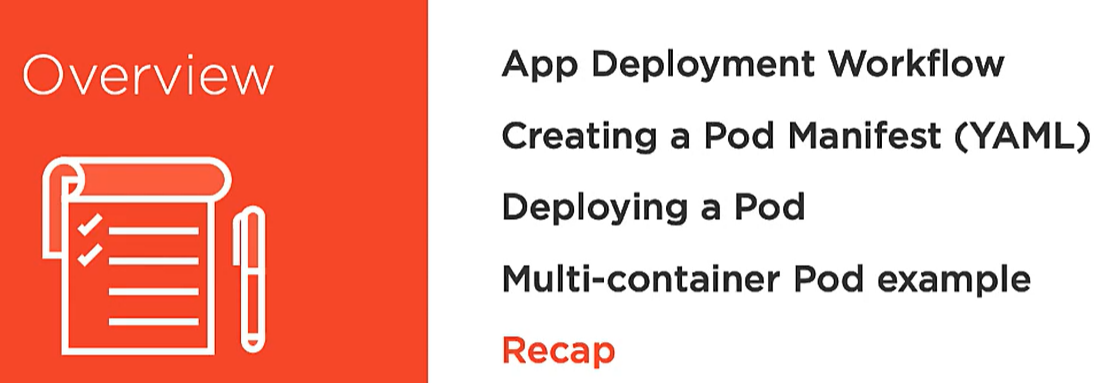 Overview
App Deployment Workflow
Creating a Pod Manifest (YAML)
Deploying a Pod
Multi-container Pod example
Recap